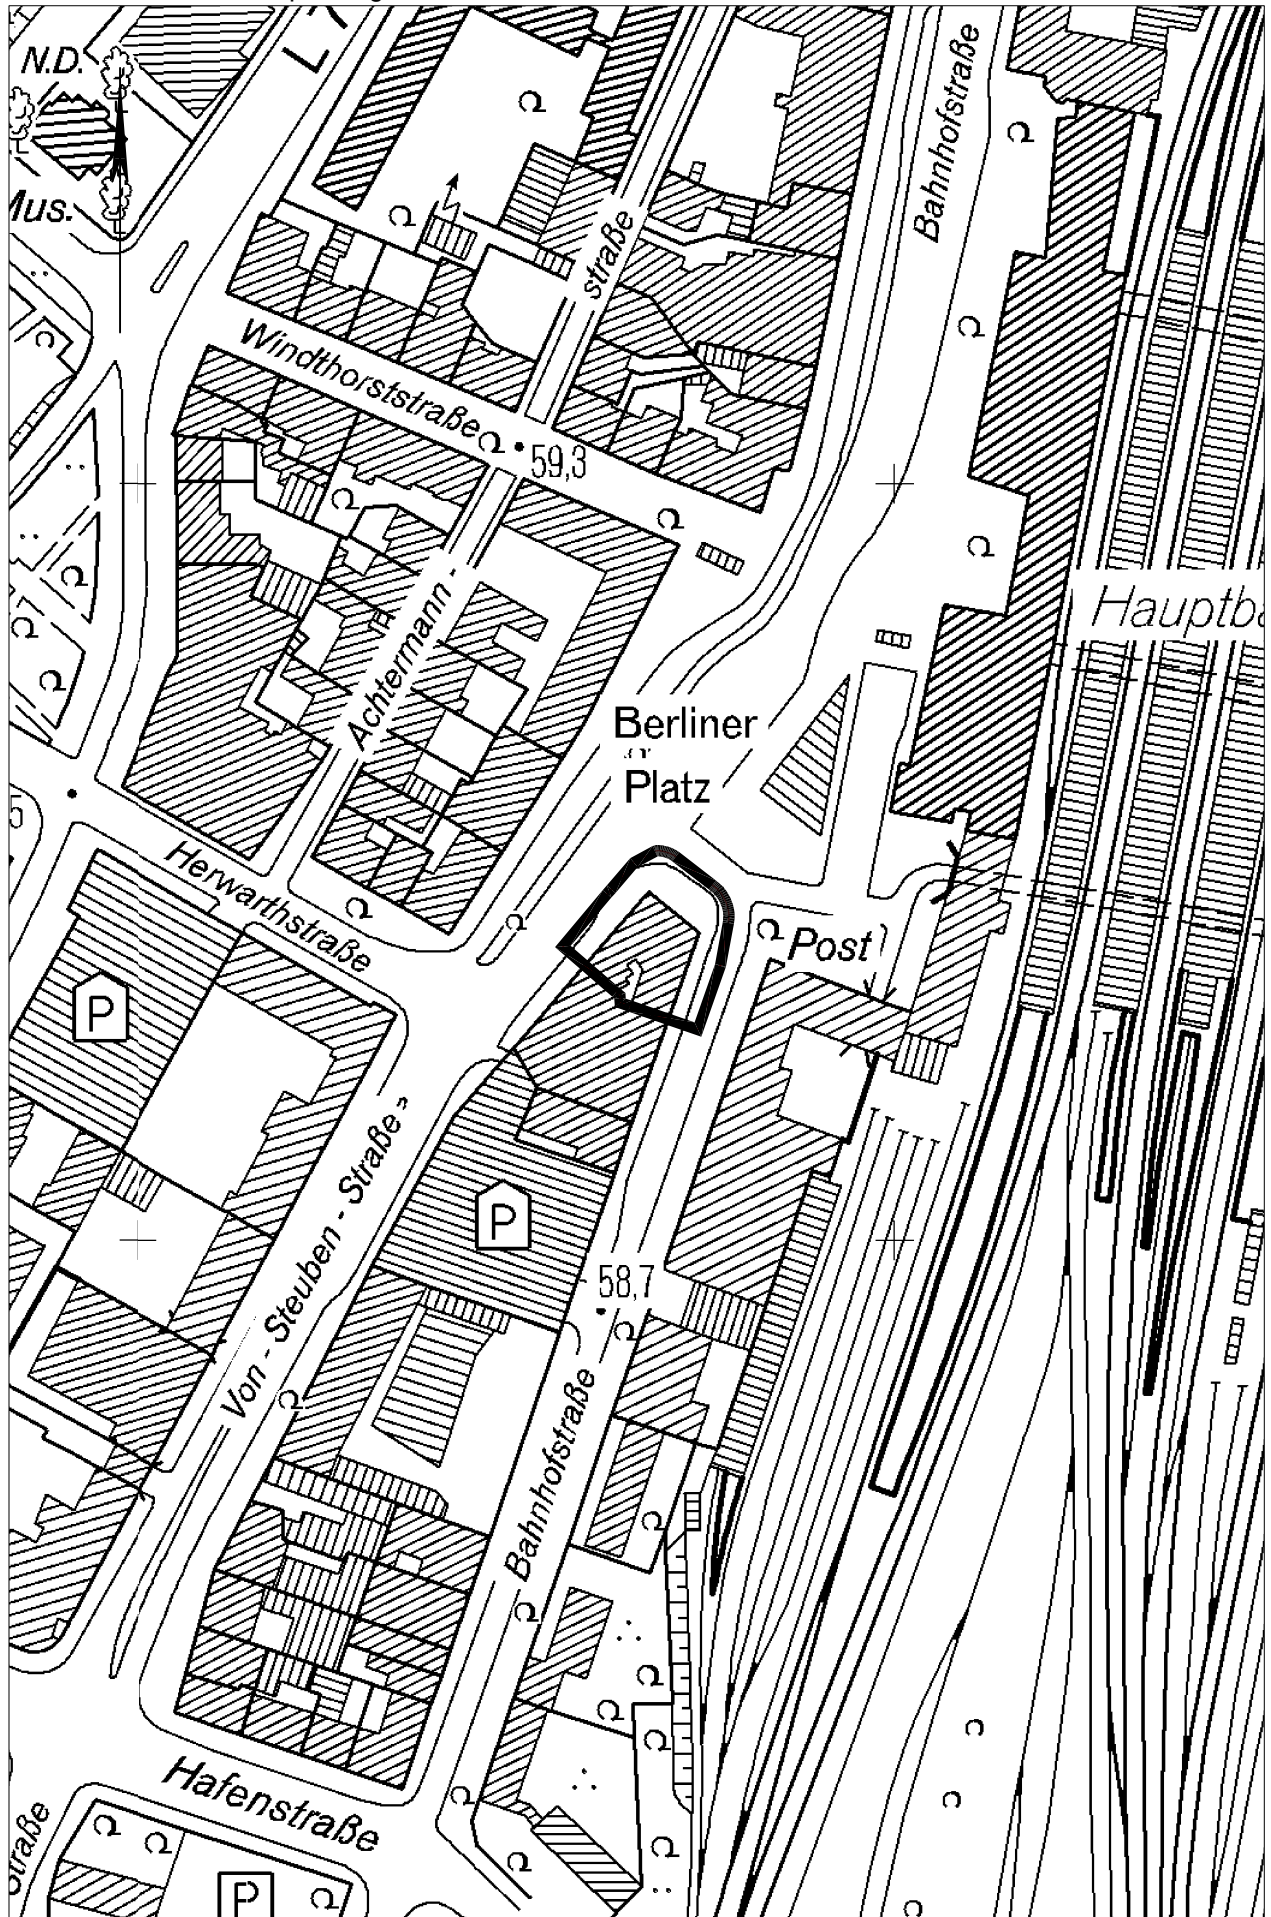 N.D.
Mus.
Bahnhofstraße
straße
Windthorststraße
59,3
Hauptba
Achtermann -
Berliner
Platz
Herwarthstraße
Post
P
Von - Steuben - Straße
P
58,7
Bahnhofstraße
Hafenstraße
straße
P